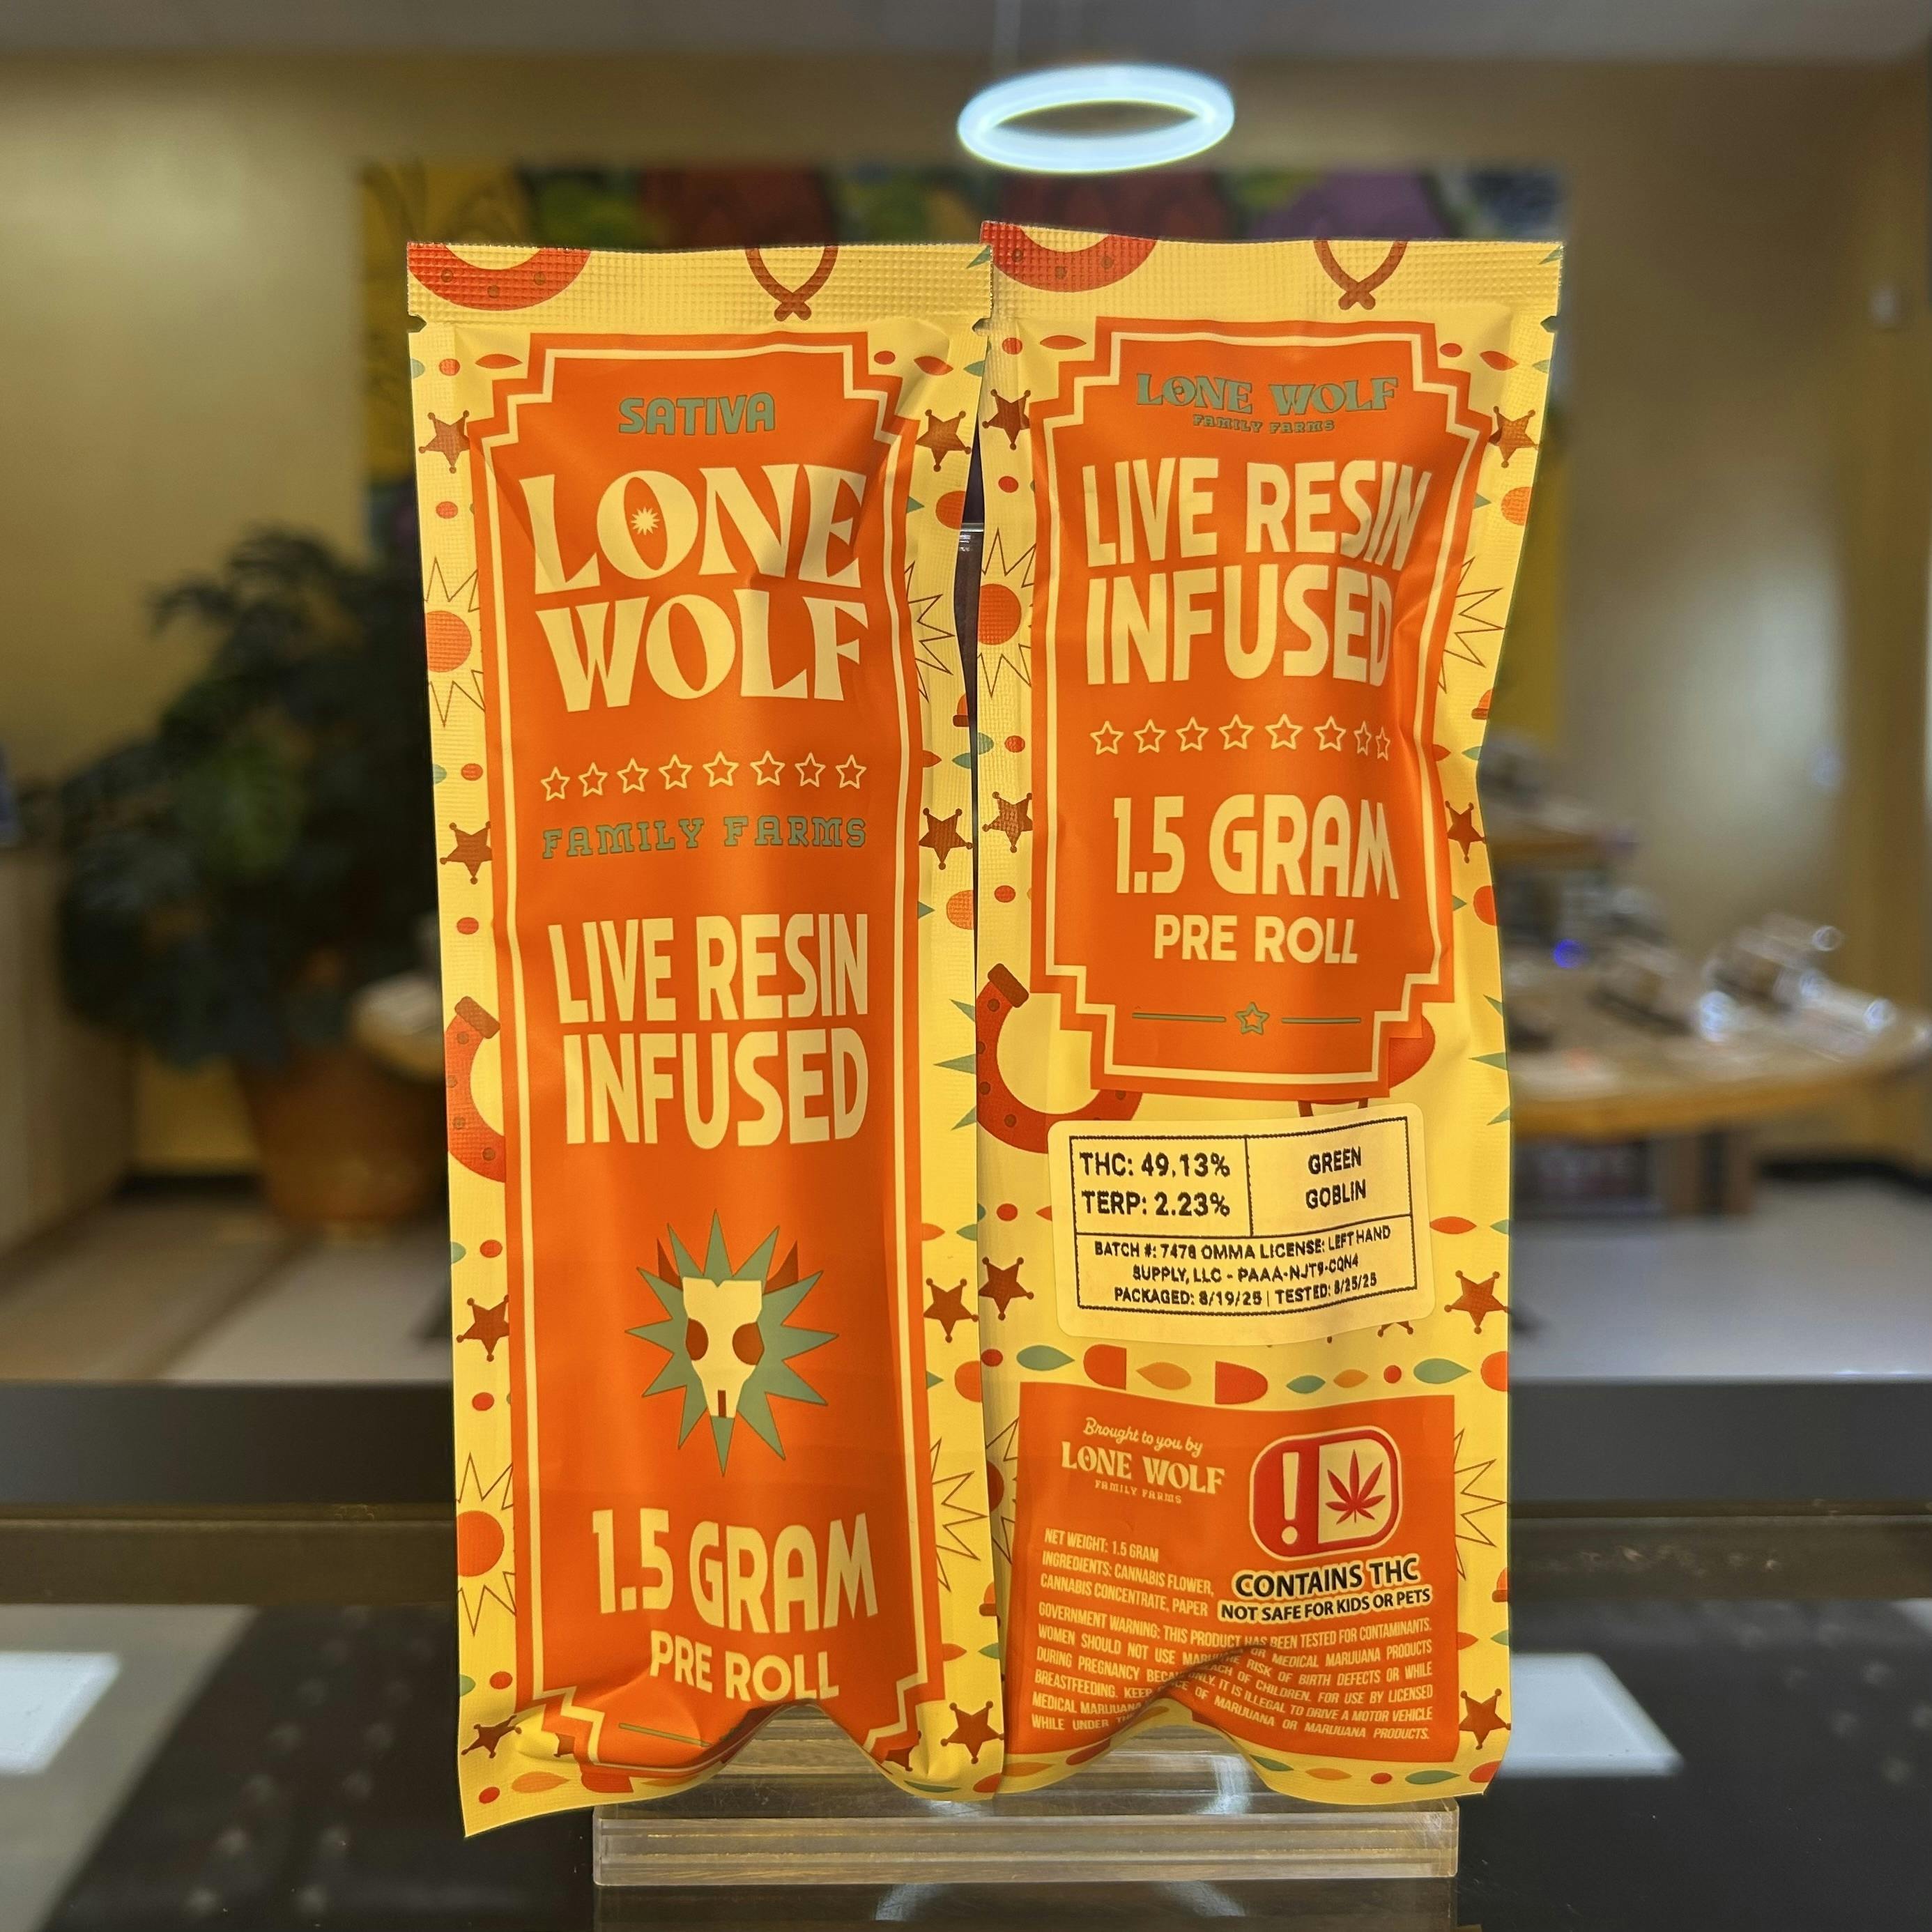 SATIVA
LONE
WOLF
FAMILY FARMS
LIVE RESIN
INFUSED
1.5 GRAM
PRE ROLL
LONE WOLF
FAMILY FARMS
LIVE RESIN
INFUSED
1.5 GRAM
PRE ROLL
THC: 49.13%
TERP: 2.23%
GREEN
GOBLIN
BATCH #: 7478 OMMA LICENSE: LEFT HAND
SUPPLY, LLC - PAAA-NJT9-CQN4
PACKAGED: 8/19/25 | TESTED: 8/25/25
Brought to you by
LONE WOLF
FAMILY FARMS
NET WEIGHT: 1.5 GRAM
INGREDIENTS: CANNABIS FLOWER,
CANNABIS CONCENTRATE, PAPER
CONTAINS THC
NOT SAFE FOR KIDS OR PETS
GOVERNMENT WARNING: THIS PRODUCT HAS BEEN TESTED FOR CONTAMINANTS.
WOMEN SHOULD NOT USE OR MEDICAL MARIJUANA PRODUCTS
DURING PREGNANCY RISK OF BIRTH DEFECTS OR WHILE
BREASTFEEDING. KEEP OF CHILDREN. FOR USE BY LICENSED
MEDICAL MARIJUANA IT IS ILLEGAL TO DRIVE A MOTOR VEHICLE
WHILE UNDER OF MARIJUANA OR MARIJUANA PRODUCTS.